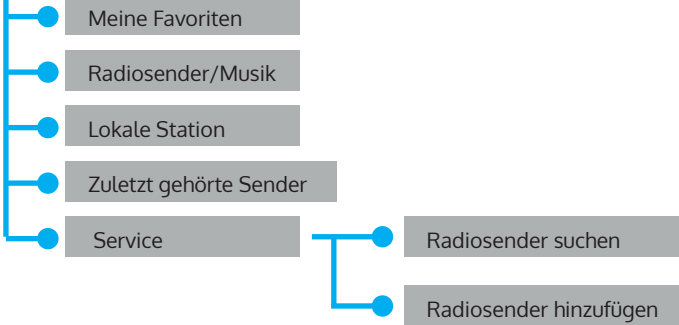 Meine Favoriten
Radiosender/Musik
Lokale Station
Zuletzt gehörte Sender
Service
Radiosender suchen
Radiosender hinzufügen